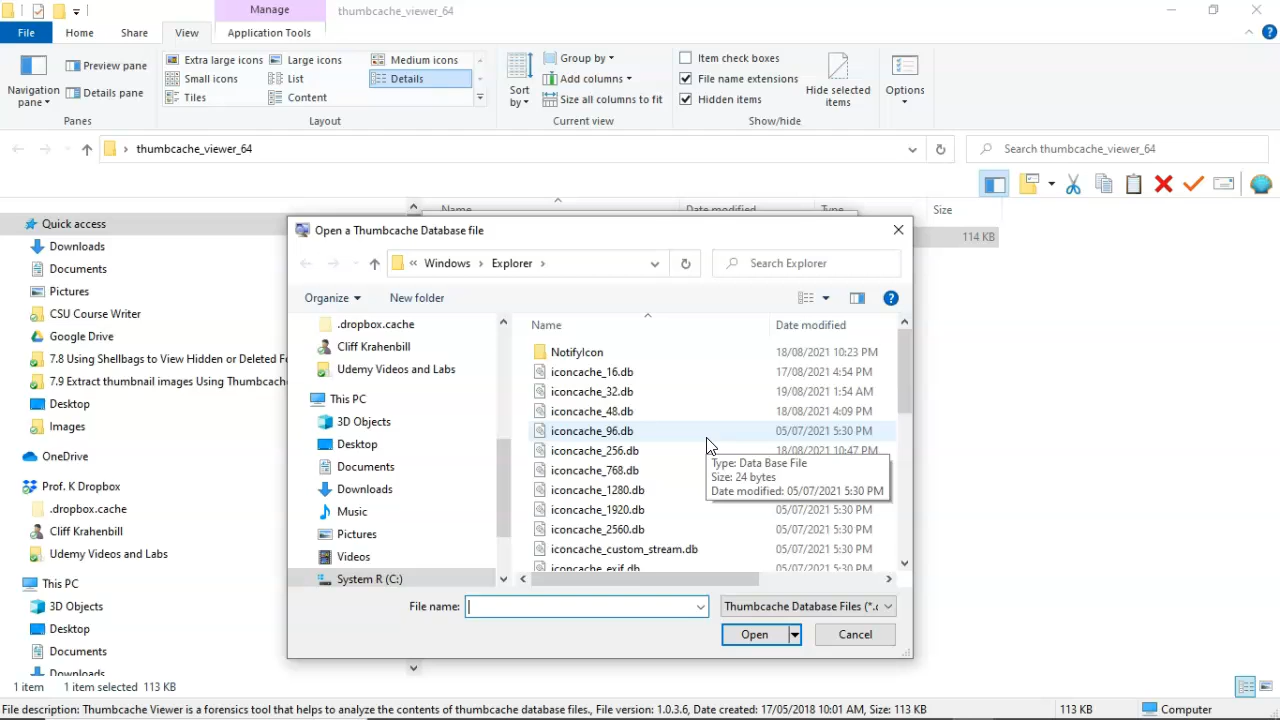 Manage
thumbcache_viewer_64
File
Home
Share
View
Application Tools
Navigation
pane
Preview pane
Details pane
Panes
Extra large icons
Large icons
Medium icons
Small icons
List
Details
Tiles
Content
Layout
Sort
by
Group by
Add columns
Size all columns to fit
Current view
Item check boxes
File name extensions
Hidden items
Hide selected
items
Show/hide
Options
thumbcache_viewer_64
Search thumbcache_viewer_64
Name
Date modified
Type
Size
114 KB
Quick access
Downloads
Documents
Pictures
CSU Course Writer
Google Drive
7.8 Using Shellbags to View Hidden or Deleted Fo
7.9 Extract thumbnail images Using Thumbcache
Desktop
Images
OneDrive
Prof. K Dropbox
.dropbox.cache
Cliff Krahenbill
Udemy Videos and Labs
This PC
3D Objects
Desktop
Documents
Downloads
Open a Thumbcache Database file
« Windows › Explorer ›
Search Explorer
Organize
New folder
.dropbox.cache
Cliff Krahenbill
Udemy Videos and Labs
This PC
3D Objects
Desktop
Documents
Downloads
Music
Pictures
Videos
System R (C:)
Name Date modified
NotifyIcon 18/08/2021 10:23 PM
iconcache_16.db 17/08/2021 4:54 PM
iconcache_32.db 19/08/2021 1:54 AM
iconcache_48.db 18/08/2021 4:09 PM
iconcache_96.db 05/07/2021 5:30 PM
iconcache_256.db 18/08/2021 10:47 PM
iconcache_768.db
iconcache_1280.db
iconcache_1920.db 05/07/2021 5:30 PM
iconcache_2560.db 05/07/2021 5:30 PM
iconcache_custom_stream.db 05/07/2021 5:30 PM
iconcache_exif.db 05/07/2021 5:30 PM
Type: Data Base File
Size: 24 bytes
Date modified: 05/07/2021 5:30 PM
File name:
Thumbcache Database Files (*.c
Open
Cancel
1 item 1 item selected 113 KB
File description: Thumbcache Viewer is a forensics tool that helps to analyze the contents of thumbcache database files., File version: 1.0.3.6, Date created: 17/05/2018 10:01 AM, Size: 113 KB
113 KB
Computer